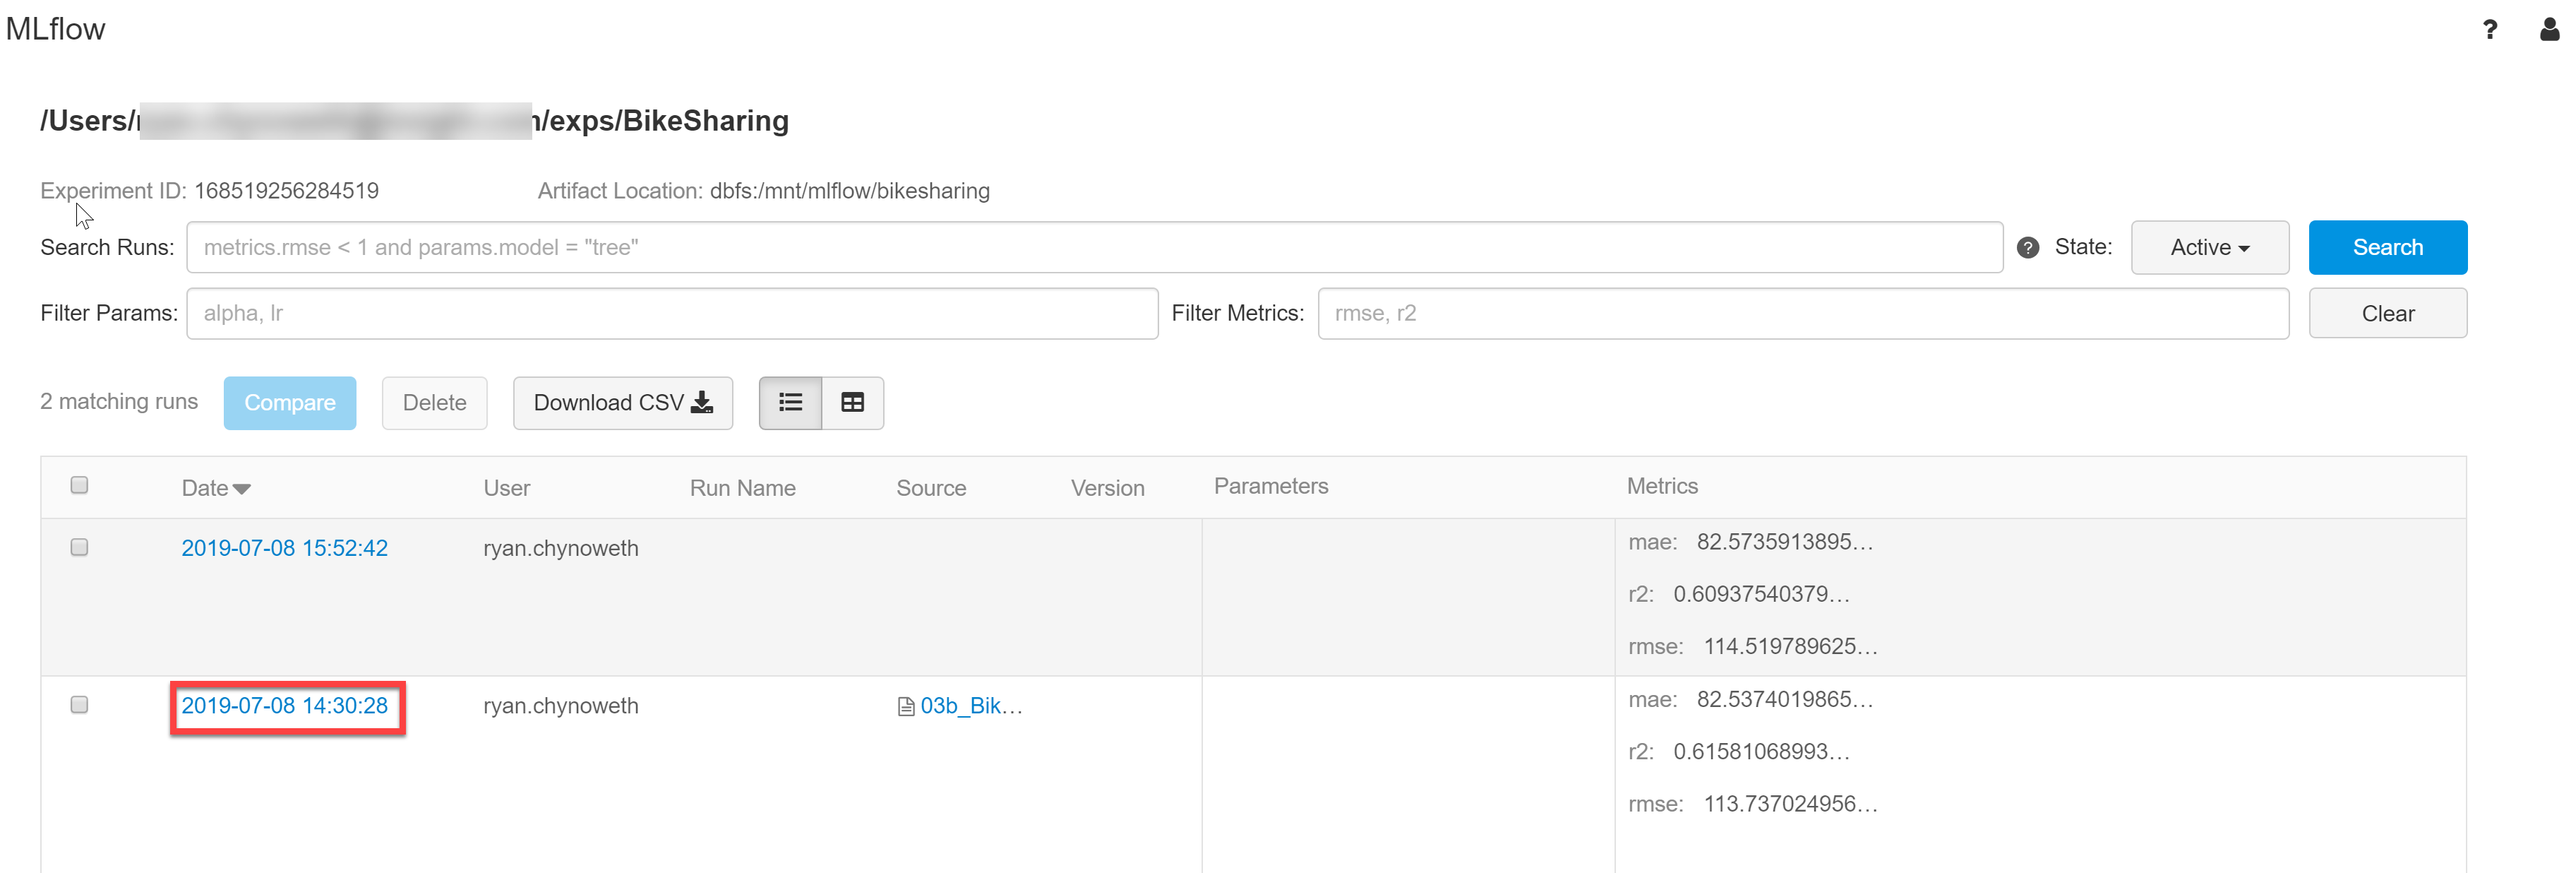 MLflow ?
/Users/ /exps/BikeSharing
Experiment ID: 168519256284519 Artifact Location: dbfs:/mnt/mlflow/bikesharing
Search Runs: metrics.rmse < 1 and params.model = "tree" ? State: Active Search
Filter Params: alpha, lr Filter Metrics: rmse, r2 Clear
2 matching runs Compare Delete Download CSV
Date User Run Name Source Version Parameters Metrics
2019-07-08 15:52:42 ryan.chynoweth mae: 82.5735913895...
r2: 0.60937540379...
rmse: 114.519789625...
2019-07-08 14:30:28 ryan.chynoweth 03b_Bik... mae: 82.5374019865...
r2: 0.61581068993...
rmse: 113.737024956...